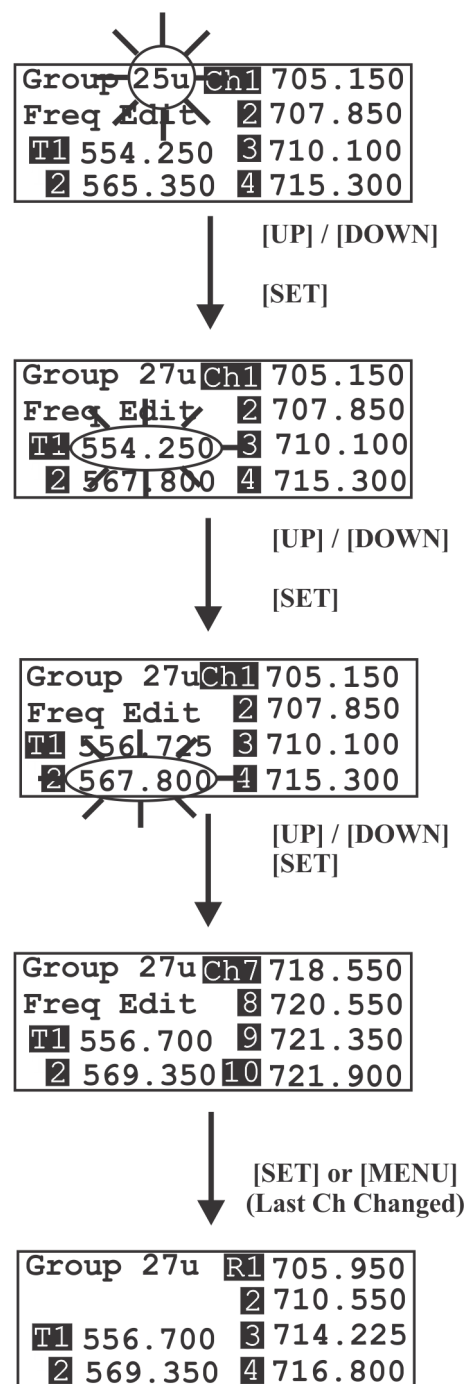 Group 25u Ch1 705.150
Freq Edit 2 707.850
T1 554.250 3 710.100
2 565.350 4 715.300
[UP] / [DOWN]
[SET]
Group 27u Ch1 705.150
Freq Edit 2 707.850
T1 554.250 3 710.100
2 567.800 4 715.300
[UP] / [DOWN]
[SET]
Group 27u Ch1 705.150
Freq Edit 2 707.850
T1 556.725 3 710.100
2 567.800 4 715.300
[UP] / [DOWN]
[SET]
Group 27u Ch7 718.550
Freq Edit 8 720.550
T1 556.700 9 721.350
2 569.350 10 721.900
[SET] or [MENU]
(Last Ch Changed)
Group 27u R1 705.950
2 710.550
T1 556.700 3 714.225
2 569.350 4 716.800